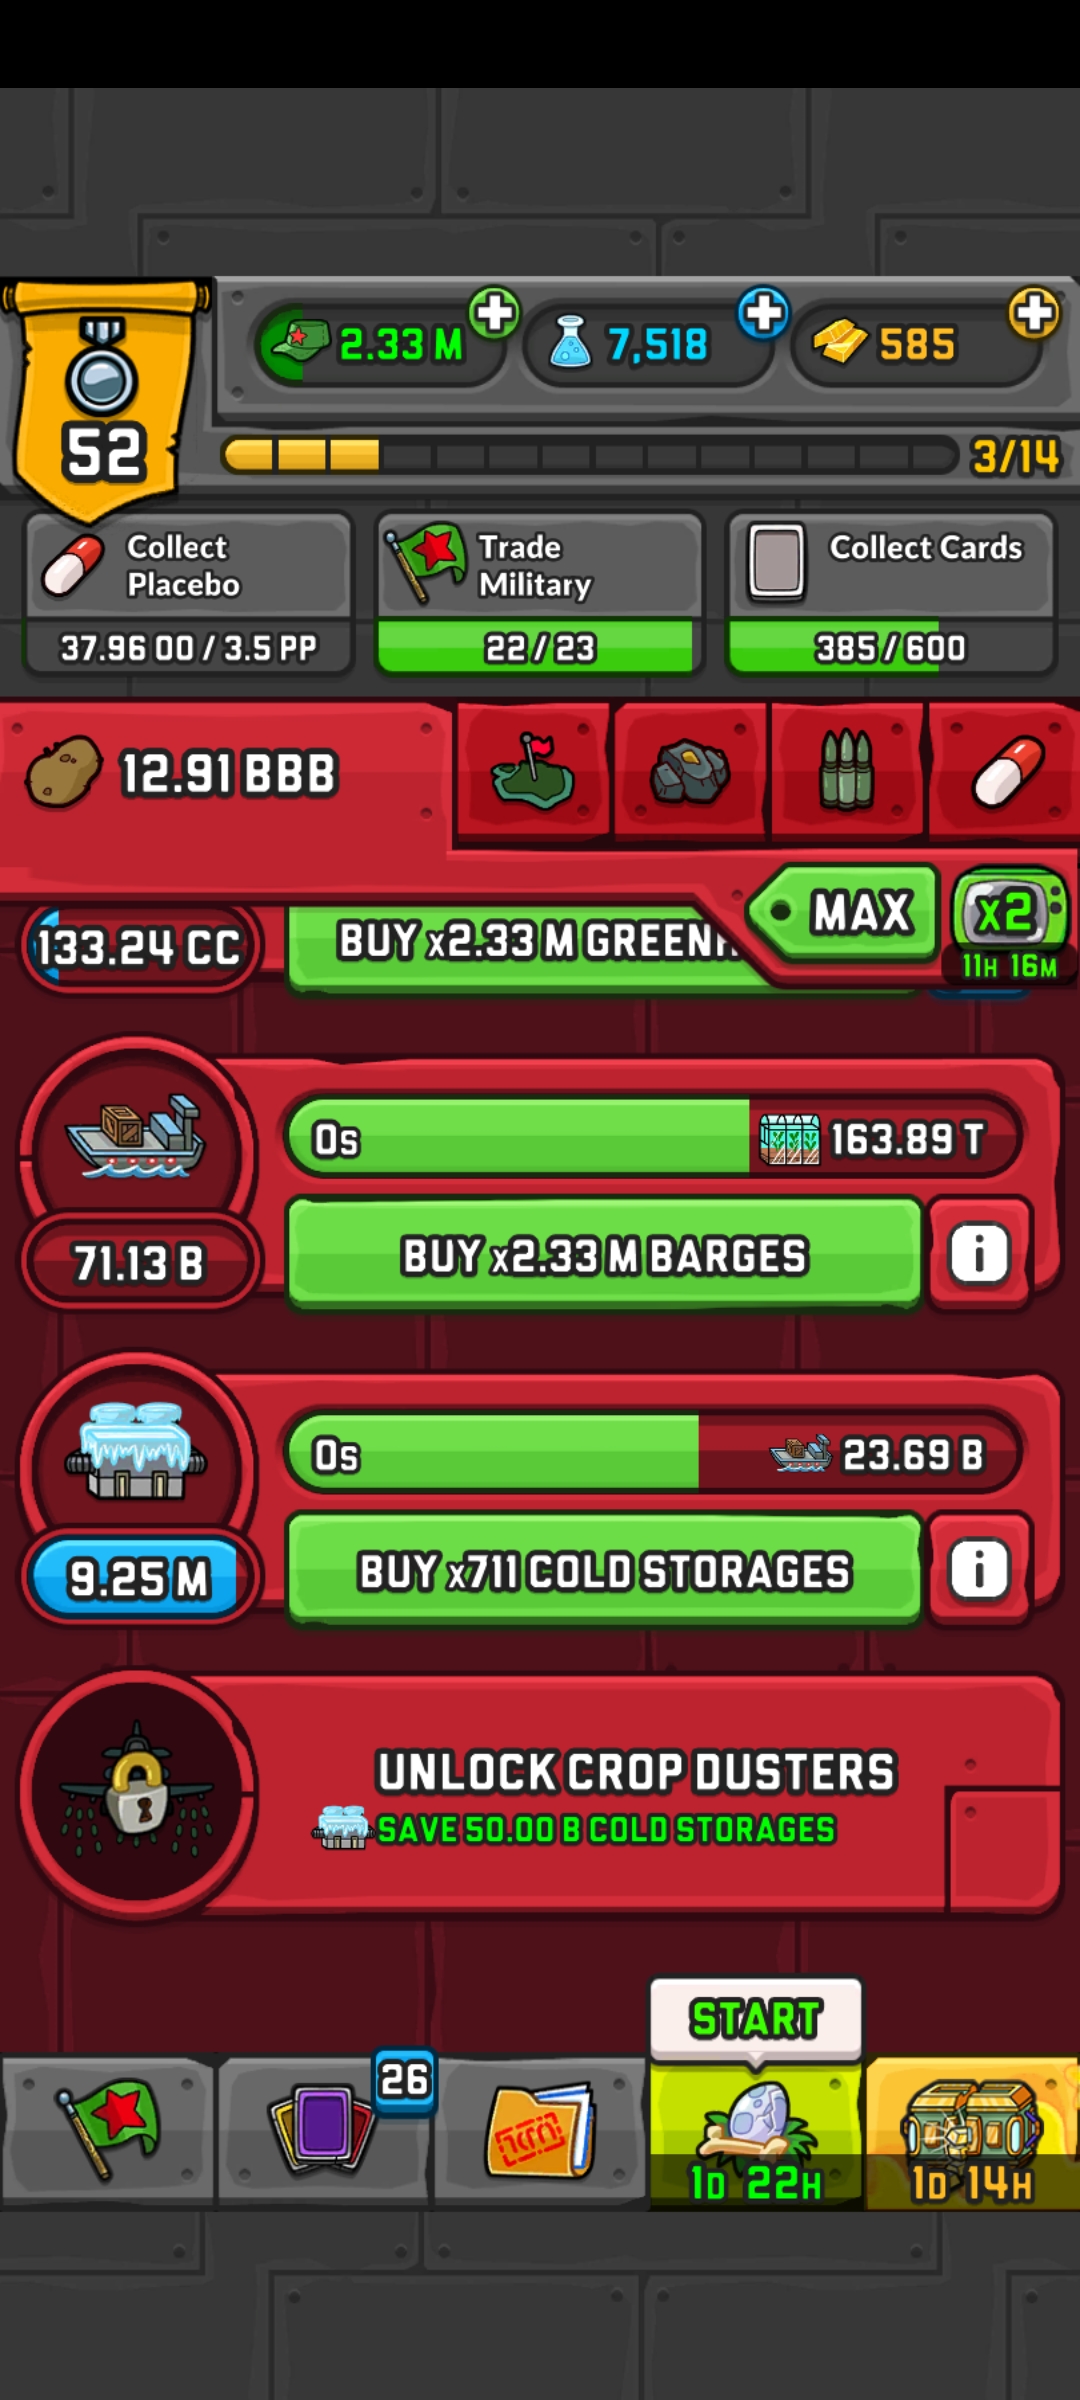 2.33 M
7,518
585
52
3/14
Collect
Placebo
37.96 OO / 3.5 PP
Trade
Military
22 / 23
Collect Cards
385 / 600
12.91 BBB
MAX
x2
11H 16M
133.24 CC
BUY x2.33 M GREENH
0s
163.89 T
71.13 B
BUY x2.33 M BARGES
i
0s
23.69 B
9.25 M
BUY x711 COLD STORAGES
i
UNLOCK CROP DUSTERS
SAVE 50.00 B COLD STORAGES
START
26
1D 22H
1D 14H